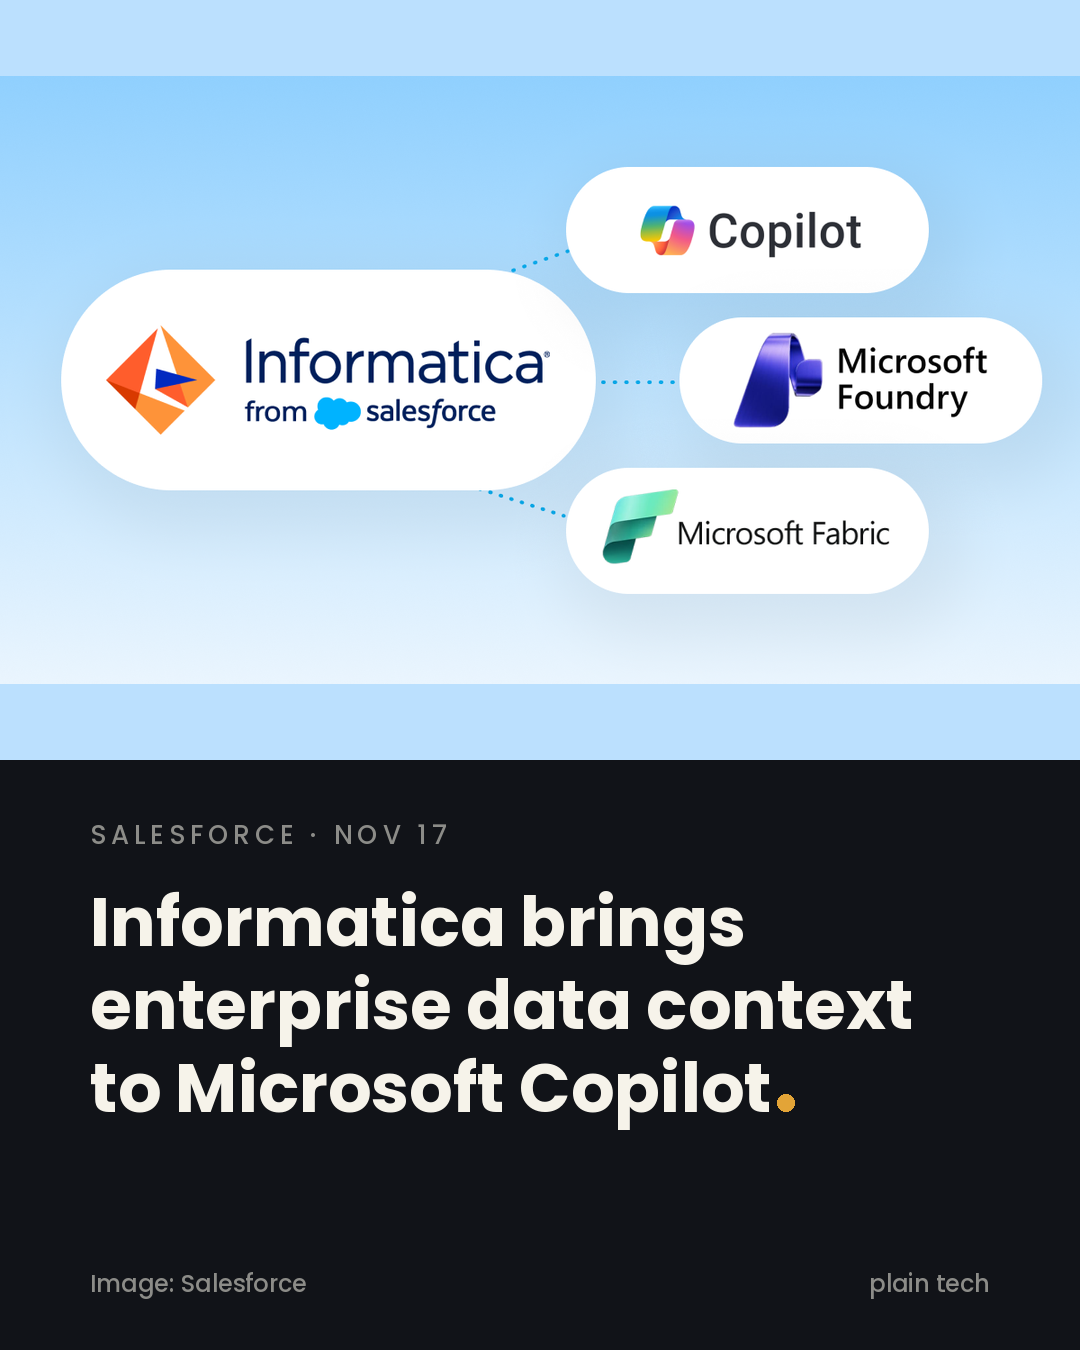 Informatica®
from salesforce
Copilot
Microsoft
Foundry
Microsoft Fabric
SALESFORCE · NOV 17
Informatica brings
enterprise data context
to Microsoft Copilot.
Image: Salesforce
plain tech